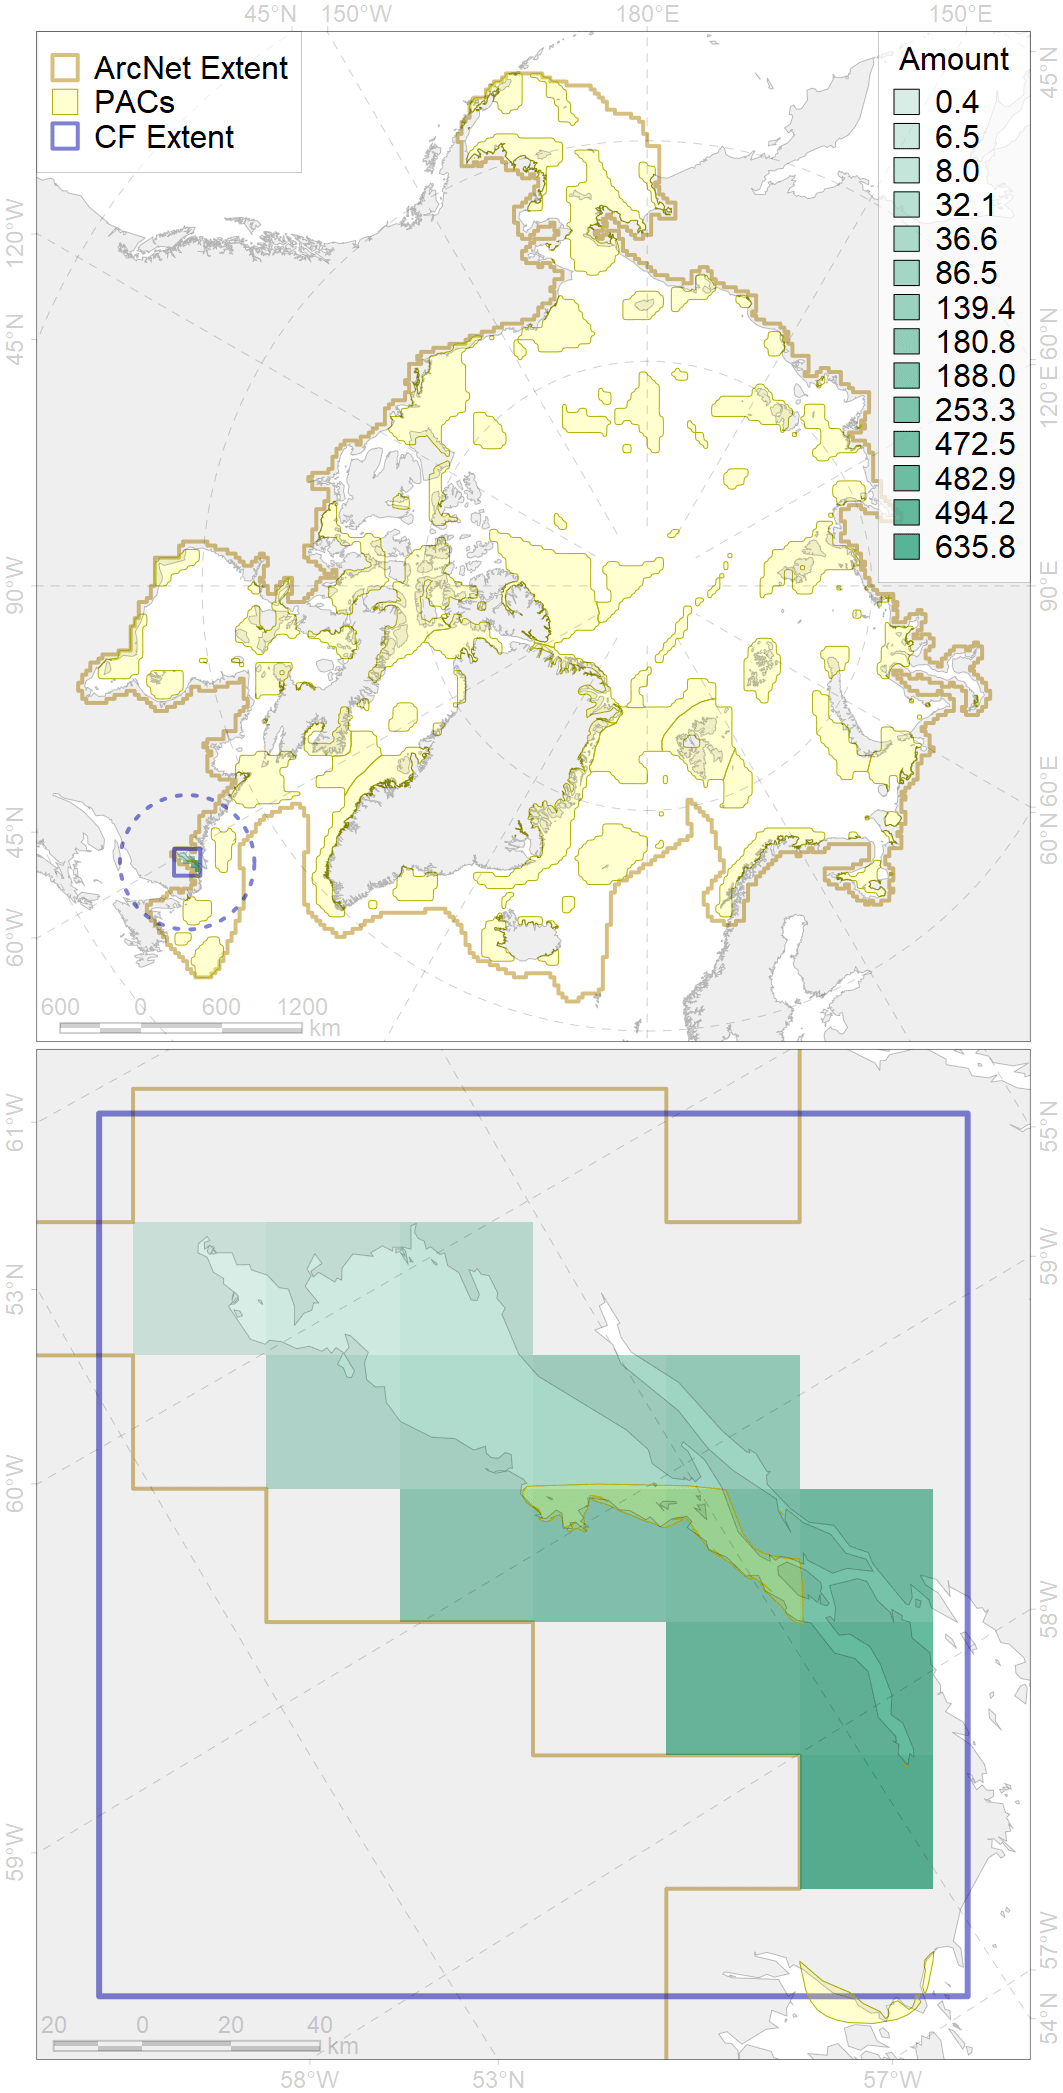 45°N 150°W 180°E 150°E
ArcNet Extent
PACs
CF Extent
Amount
0.4
6.5
8.0
32.1
36.6
86.5
139.4
180.8
188.0
253.3
472.5
482.9
494.2
635.8
120°W
45°N
90°W
45°N
60°W
45°N
60°N
120°E
90°E
60°E
60°N
600 0 600 1200
km
61°W
53°N
60°W
59°W
55°N
59°W
58°W
57°W
54°N
20 0 20 40
km
58°W 53°N 57°W